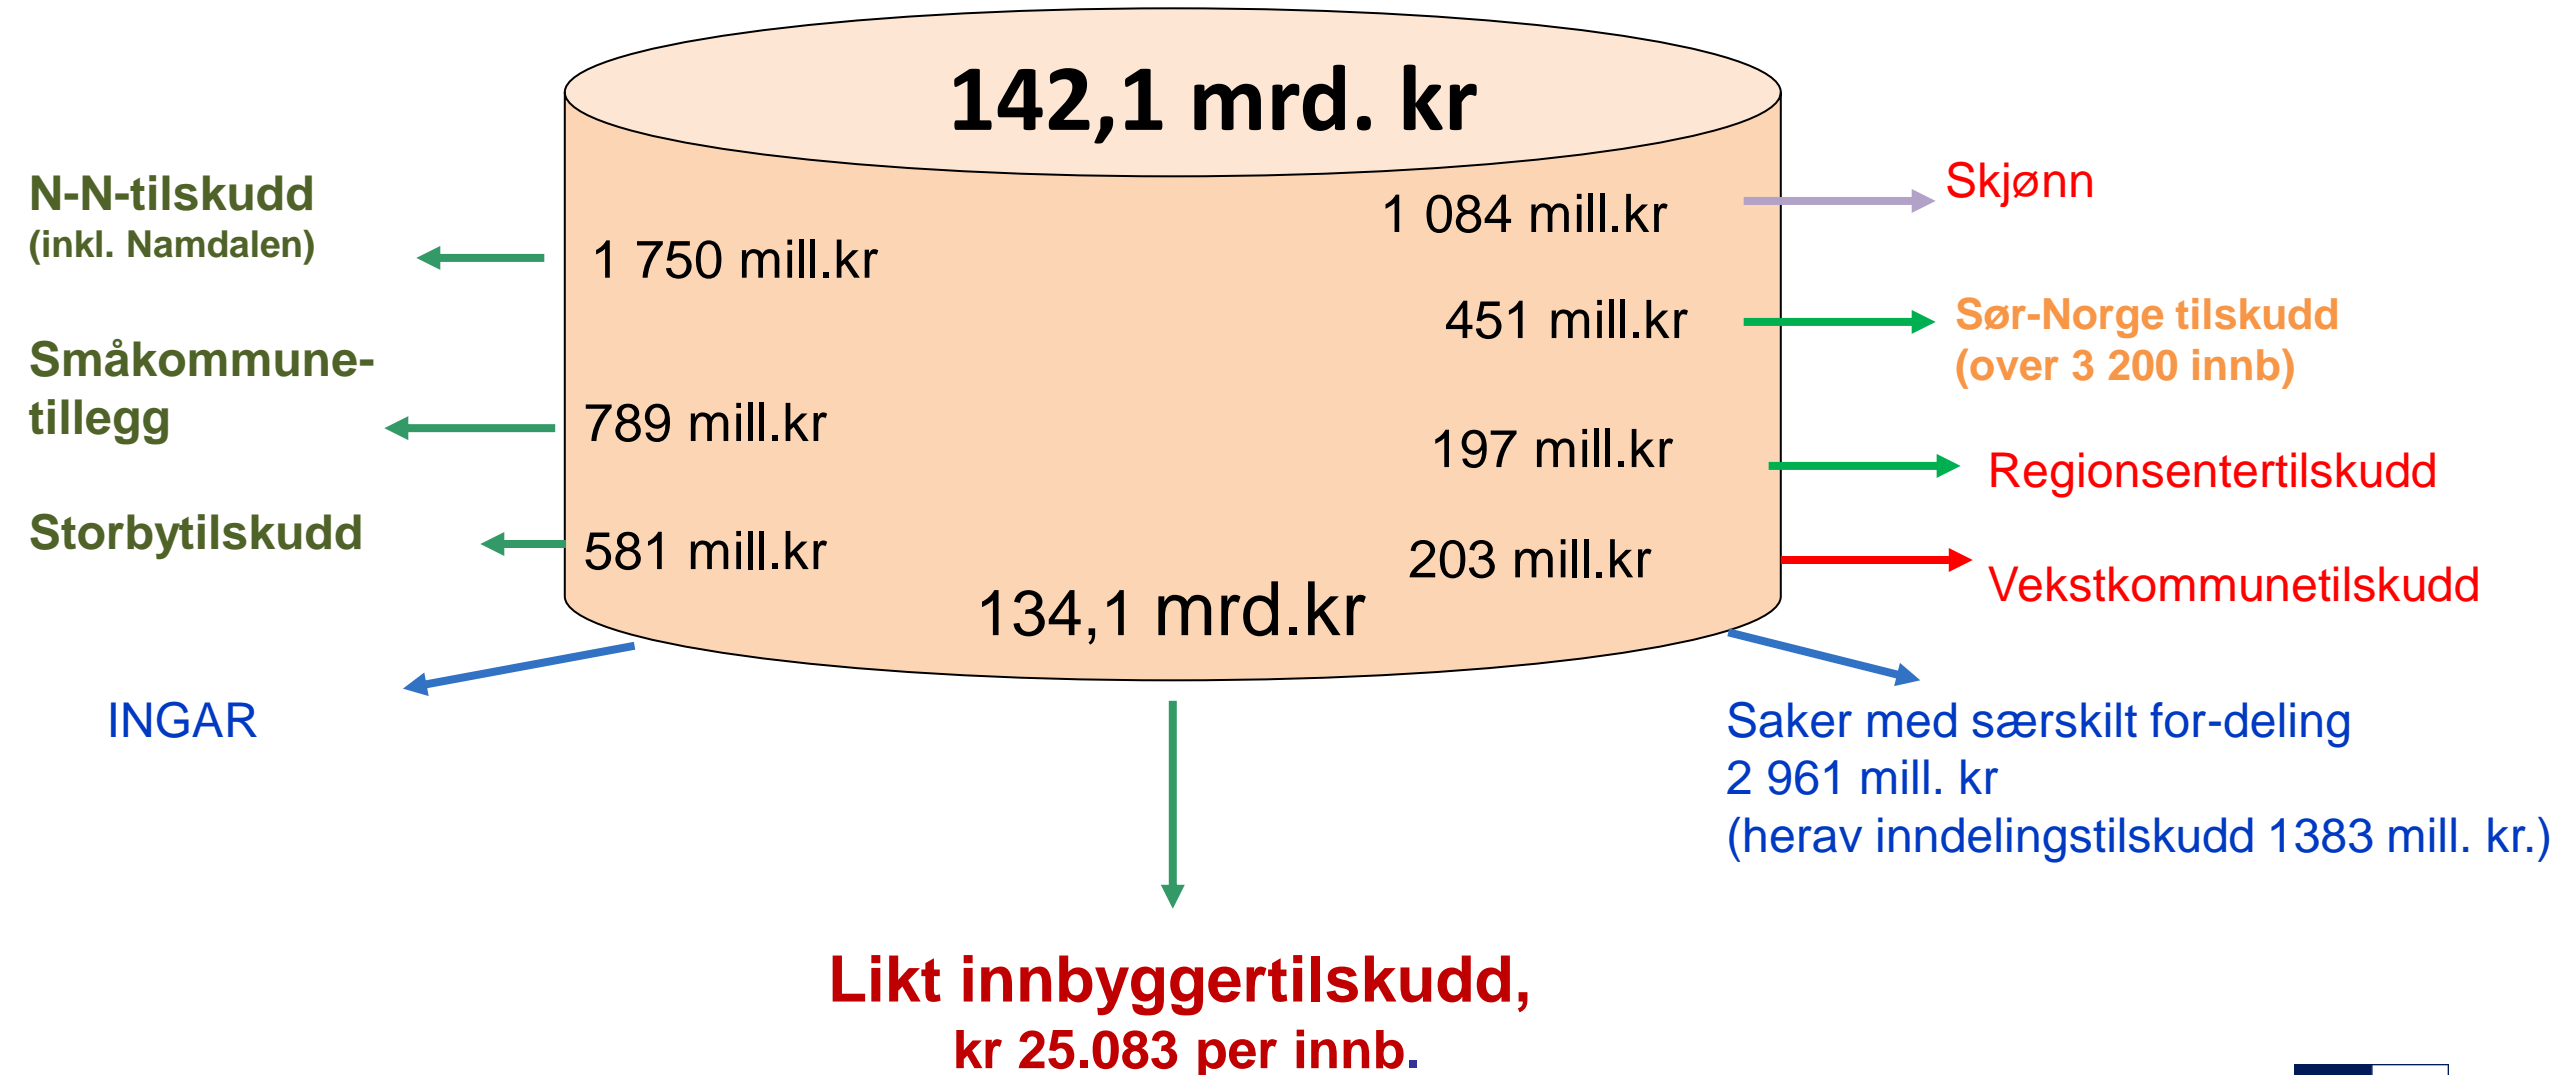 142,1 mrd. kr
N-N-tilskudd
(inkl. Namdalen)
1 750 mill.kr
Småkommune-
tillegg
789 mill.kr
Storbytilskudd
581 mill.kr
1 084 mill.kr
Skjønn
451 mill.kr
Sør-Norge tilskudd
(over 3 200 innb)
197 mill.kr
Regionsentertilskudd
203 mill.kr
Vekstkommunetilskudd
134,1 mrd.kr
INGAR
Saker med særskilt for-deling
2 961 mill. kr
(herav inndelingstilskudd 1383 mill. kr.)
Likt innbyggertilskudd,
kr 25.083 per innb.